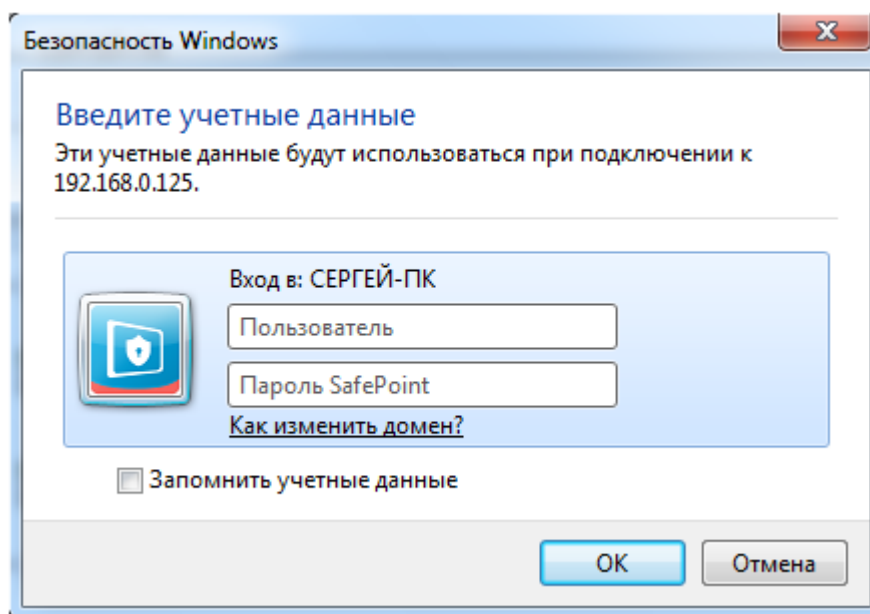 Безопасность Windows
Введите учетные данные
Эти учетные данные будут использоваться при подключении к
192.168.0.125.
Вход в: СЕРГЕЙ-ПК
Пользователь
Пароль SafePoint
Как изменить домен?
Запомнить учетные данные
ОК
Отмена